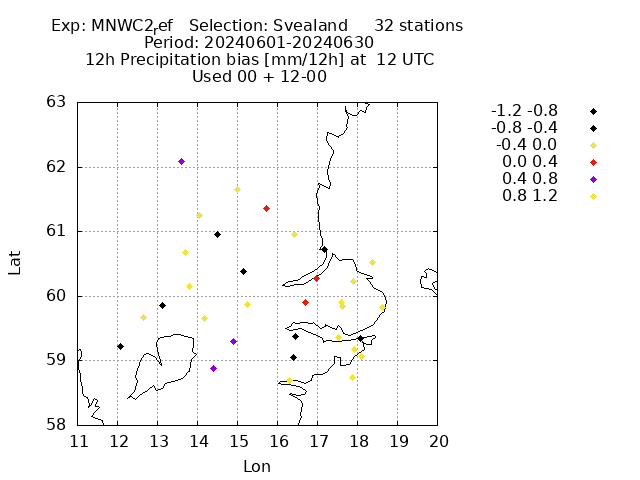 Exp: MNWC2ref Selection: Svealand 32 stations
Period: 20240601-20240630
12h Precipitation bias [mm/12h] at 12 UTC
Used 00 + 12-00
-1.2 -0.8
-0.8 -0.4
-0.4 0.0
0.0 0.4
0.4 0.8
0.8 1.2
63
62
61
60
59
58
Lat
11 12 13 14 15 16 17 18 19 20
Lon